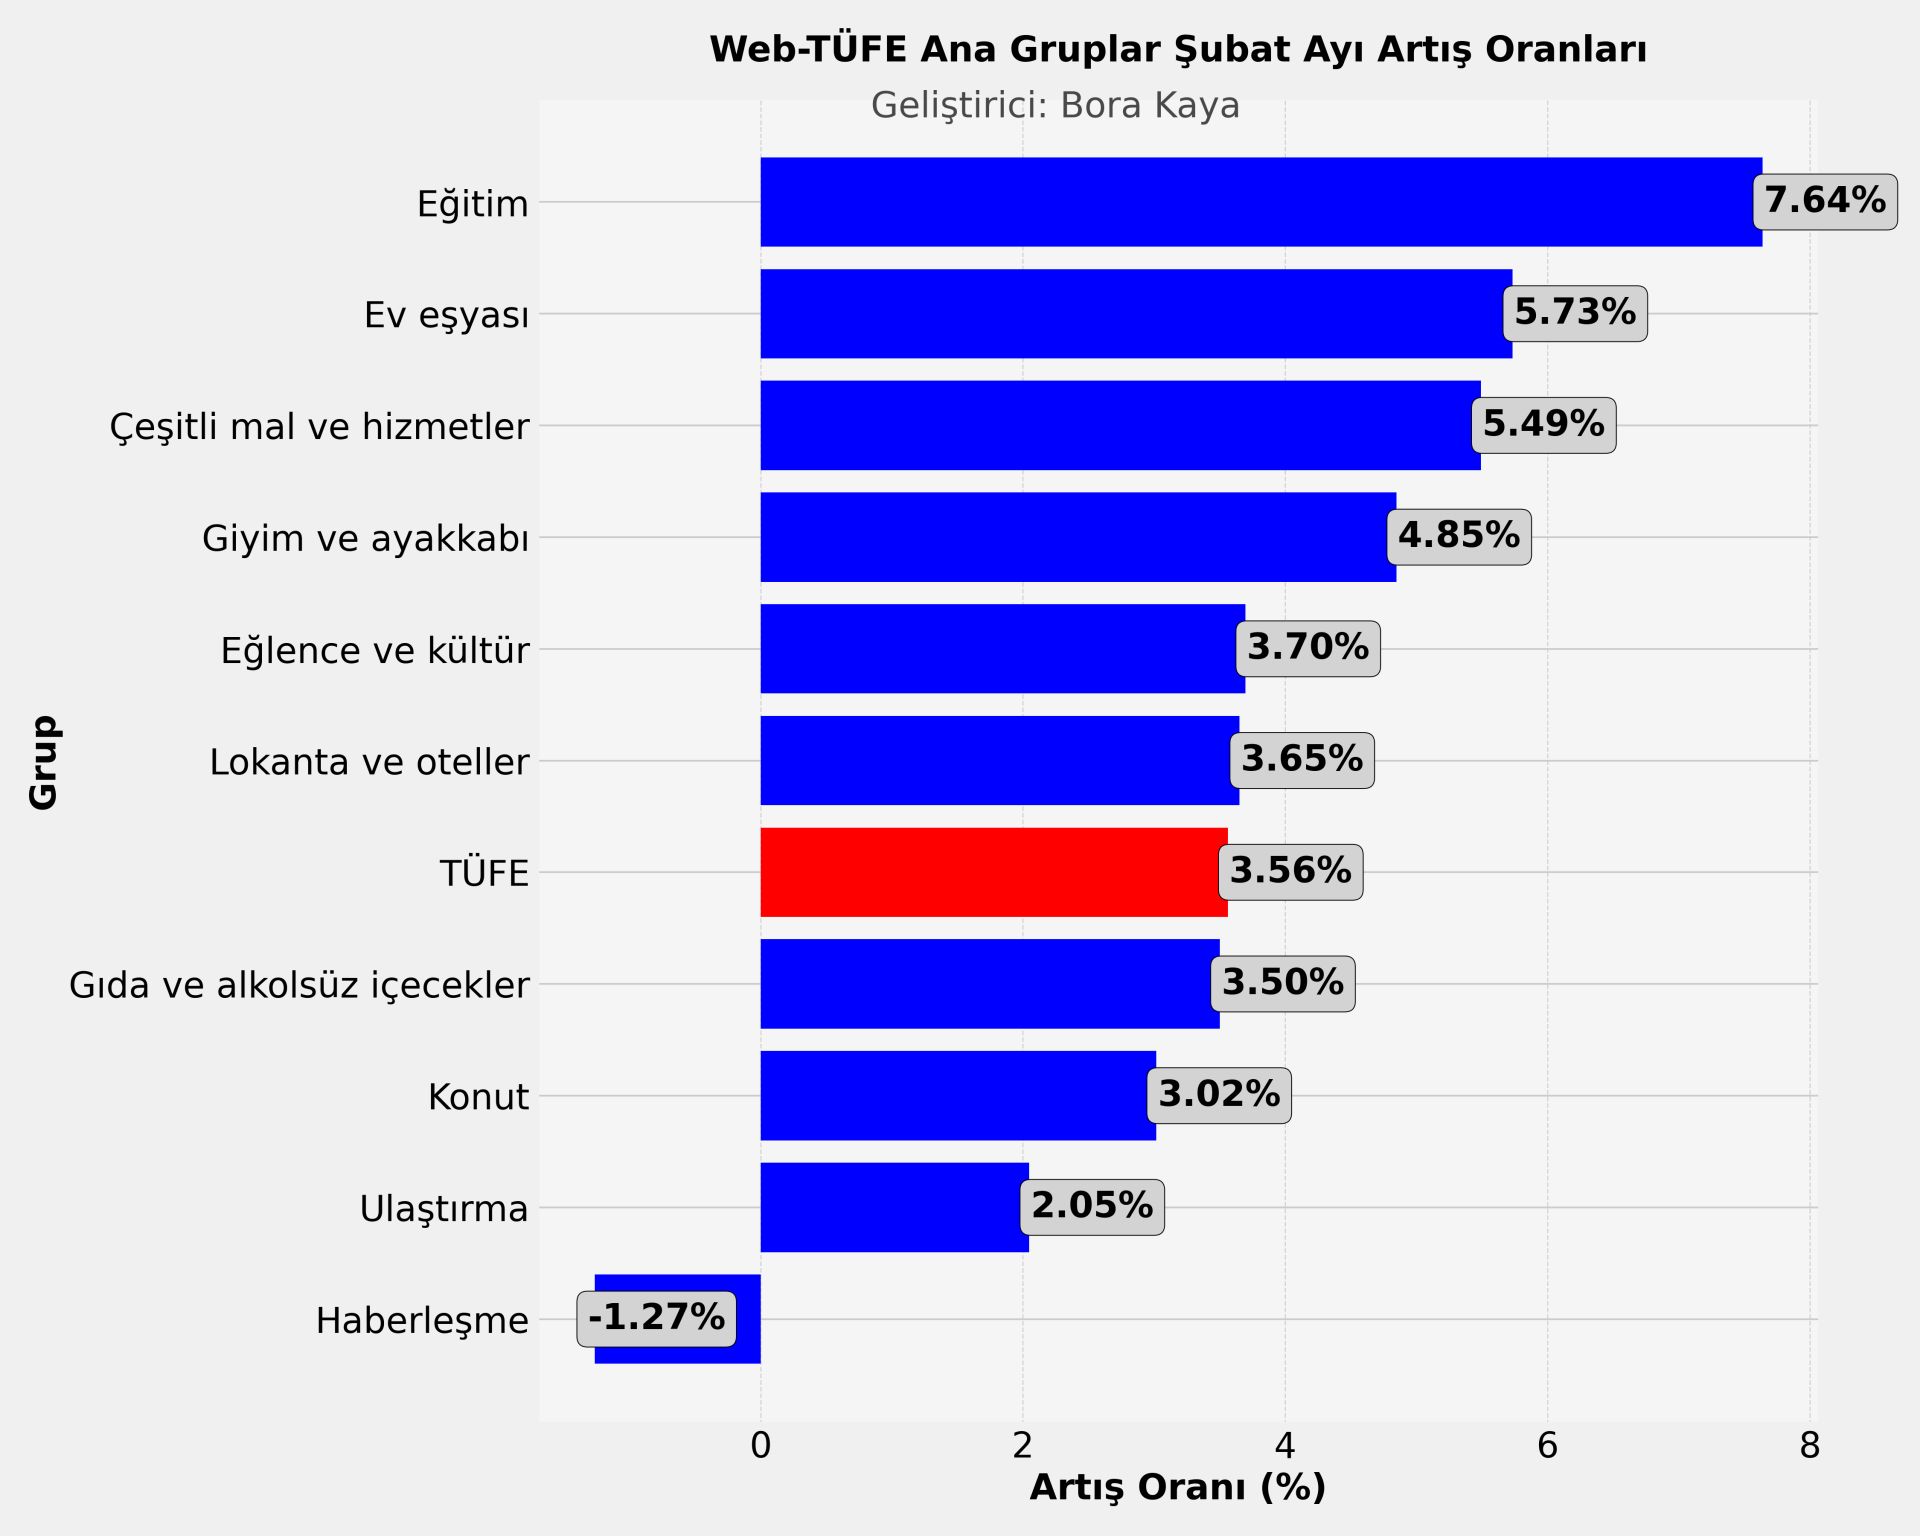 Web-TÜFE Ana Gruplar Şubat Ayı Artış Oranları
Geliştirici: Bora Kaya
Eğitim 7.64%
Ev eşyası 5.73%
Çeşitli mal ve hizmetler 5.49%
Giyim ve ayakkabı 4.85%
Eğlence ve kültür 3.70%
Lokanta ve oteller 3.65%
TÜFE 3.56%
Gıda ve alkolsüz içecekler 3.50%
Konut 3.02%
Ulaştırma 2.05%
Haberleşme -1.27%
Grup
0 2 4 6 8
Artış Oranı (%)